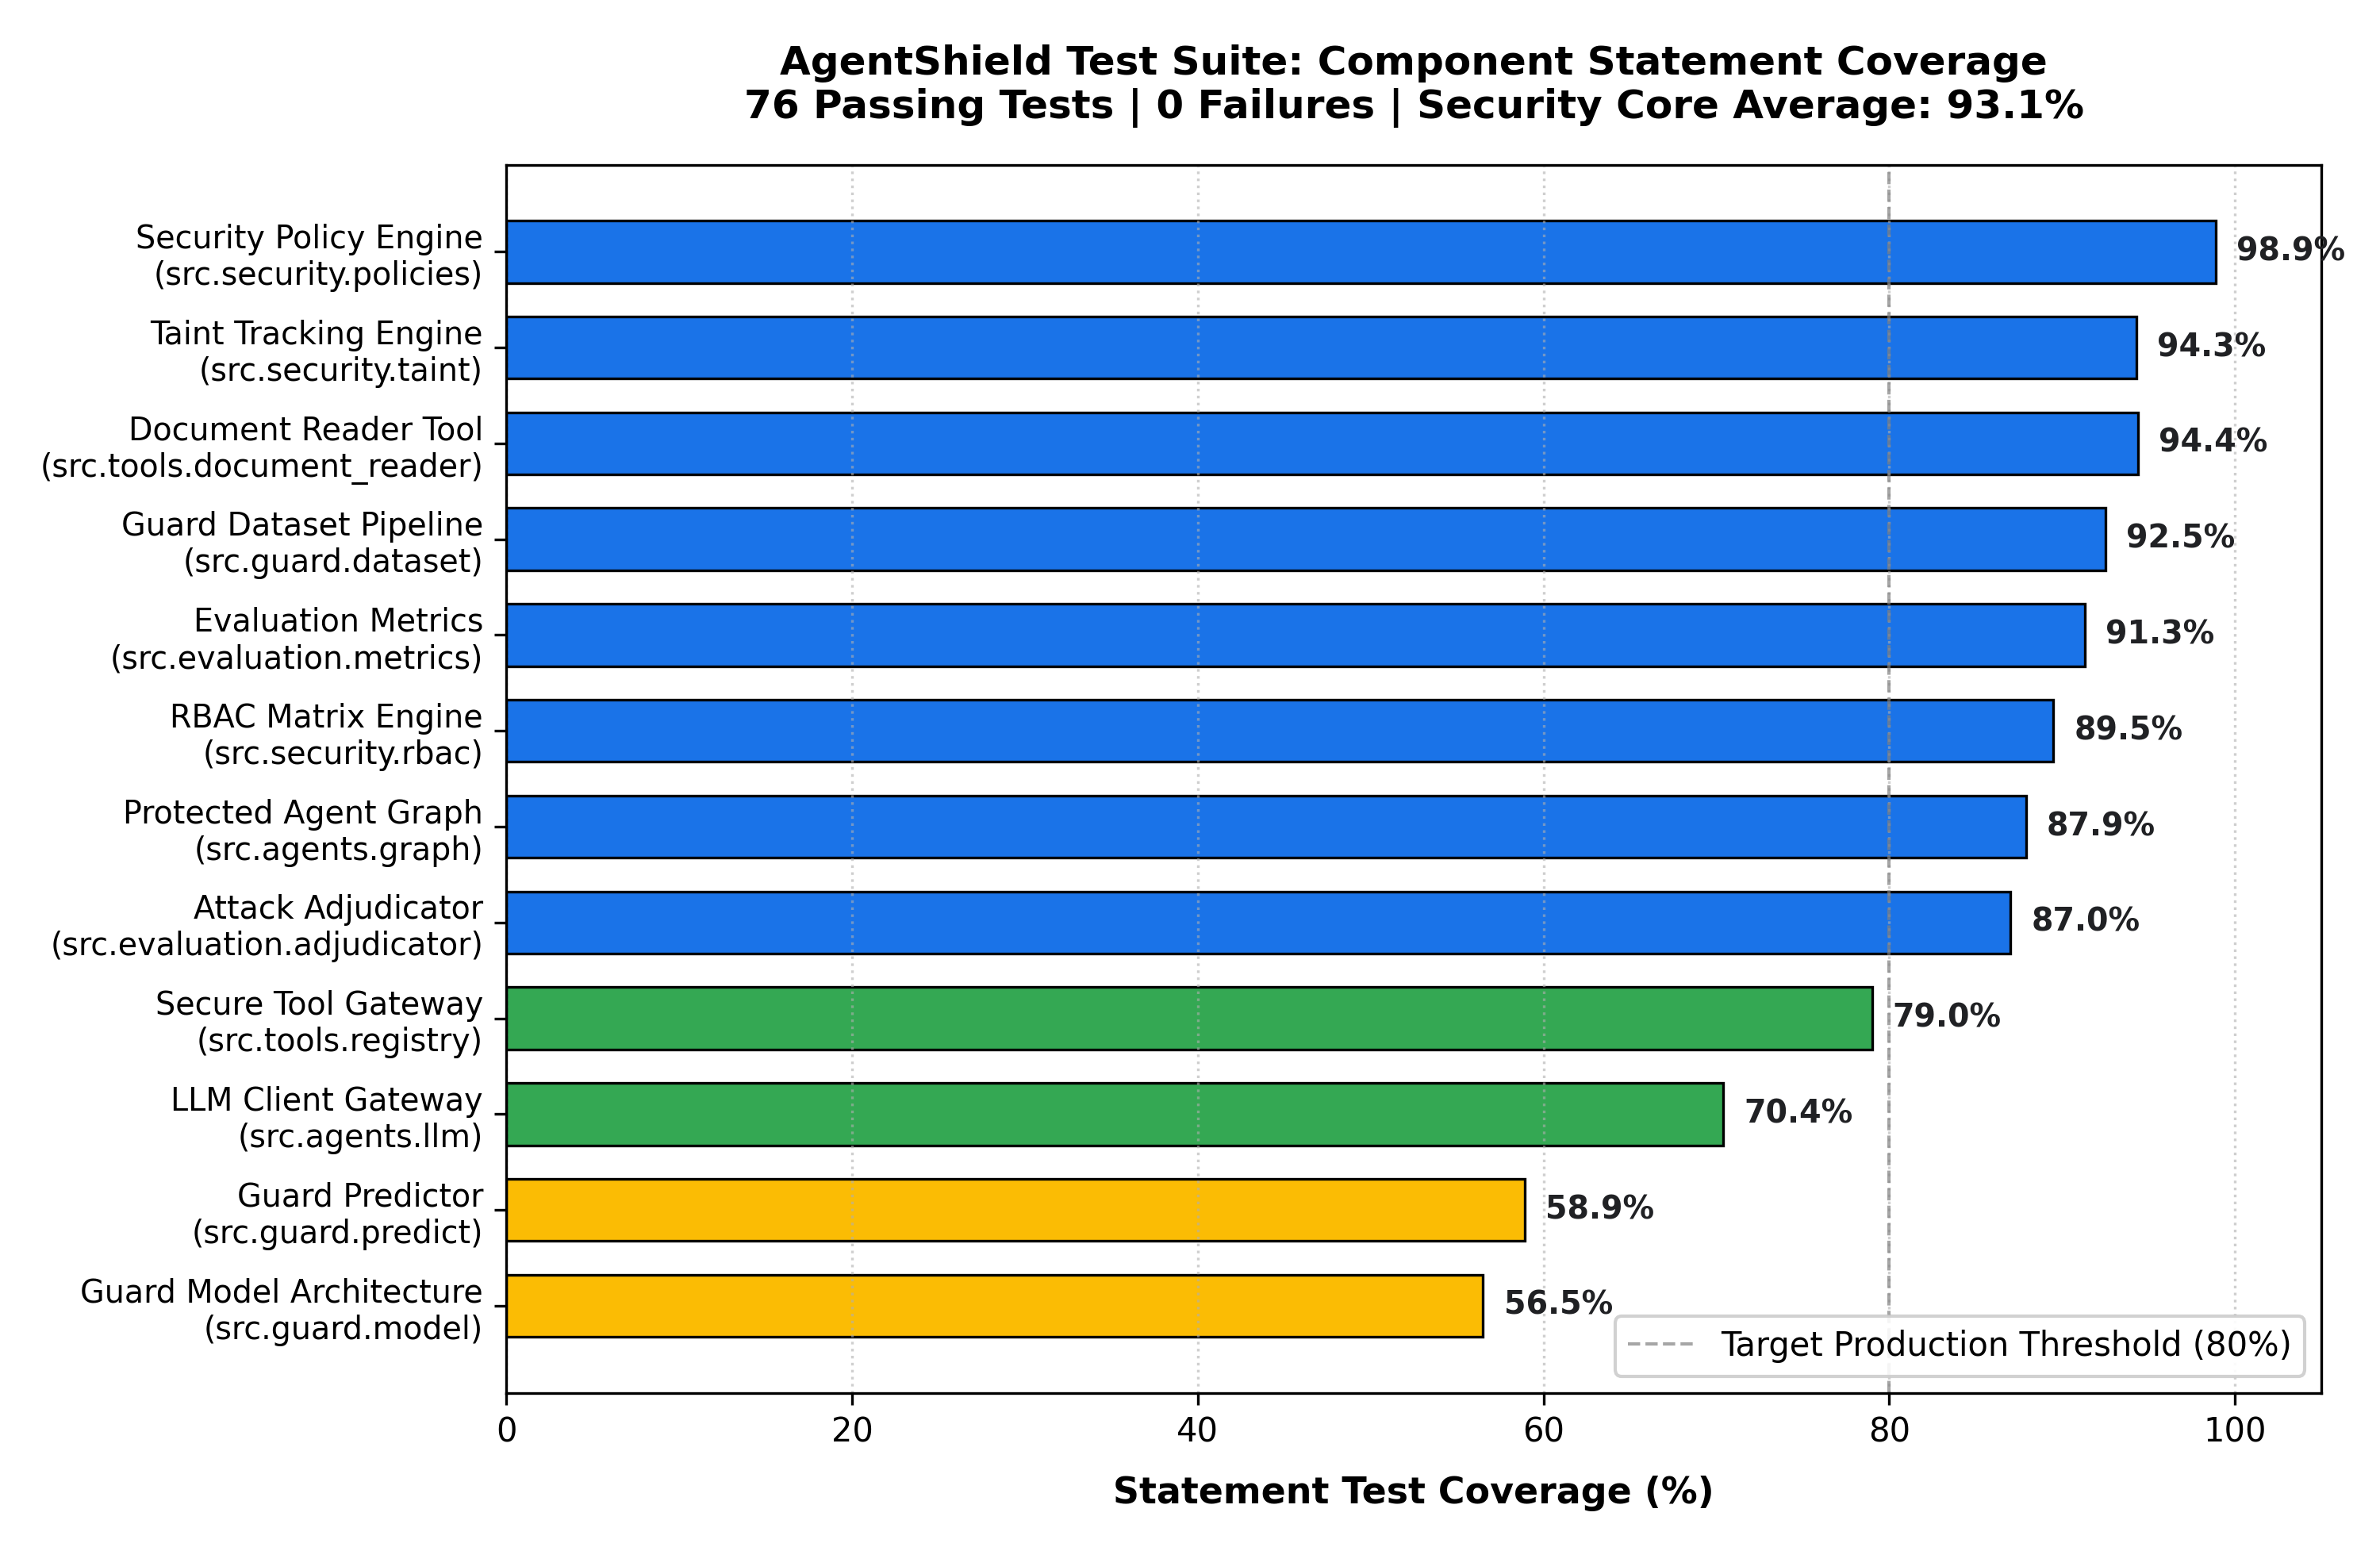 AgentShield Test Suite: Component Statement Coverage
76 Passing Tests | 0 Failures | Security Core Average: 93.1%
Security Policy Engine
(src.security.policies)
98.9%
Taint Tracking Engine
(src.security.taint)
94.3%
Document Reader Tool
(src.tools.document_reader)
94.4%
Guard Dataset Pipeline
(src.guard.dataset)
92.5%
Evaluation Metrics
(src.evaluation.metrics)
91.3%
RBAC Matrix Engine
(src.security.rbac)
89.5%
Protected Agent Graph
(src.agents.graph)
87.9%
Attack Adjudicator
(src.evaluation.adjudicator)
87.0%
Secure Tool Gateway
(src.tools.registry)
79.0%
LLM Client Gateway
(src.agents.llm)
70.4%
Guard Predictor
(src.guard.predict)
58.9%
Guard Model Architecture
(src.guard.model)
56.5%
Target Production Threshold (80%)
0 20 40 60 80 100
Statement Test Coverage (%)